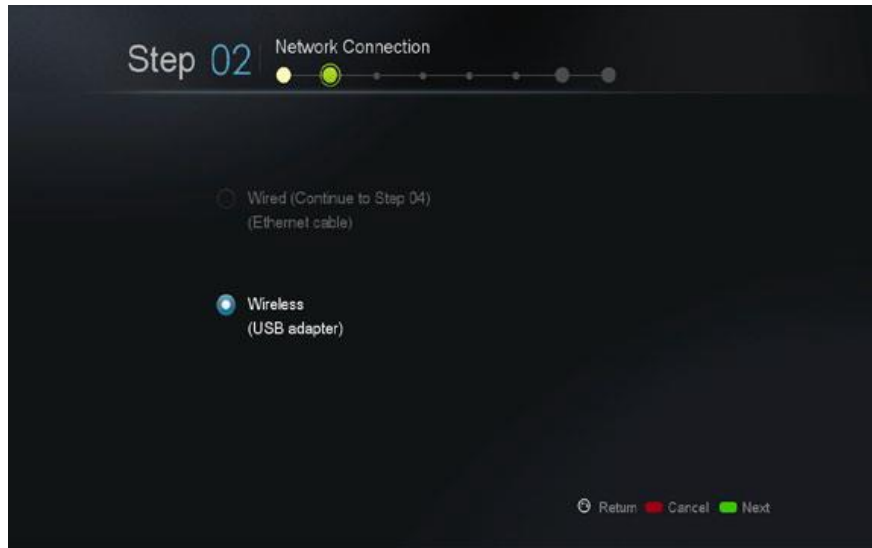 Step 02
Network Connection
Wired (Continue to Step 04)
(Ethernet cable)
Wireless
(USB adapter)
Return Cancel Next